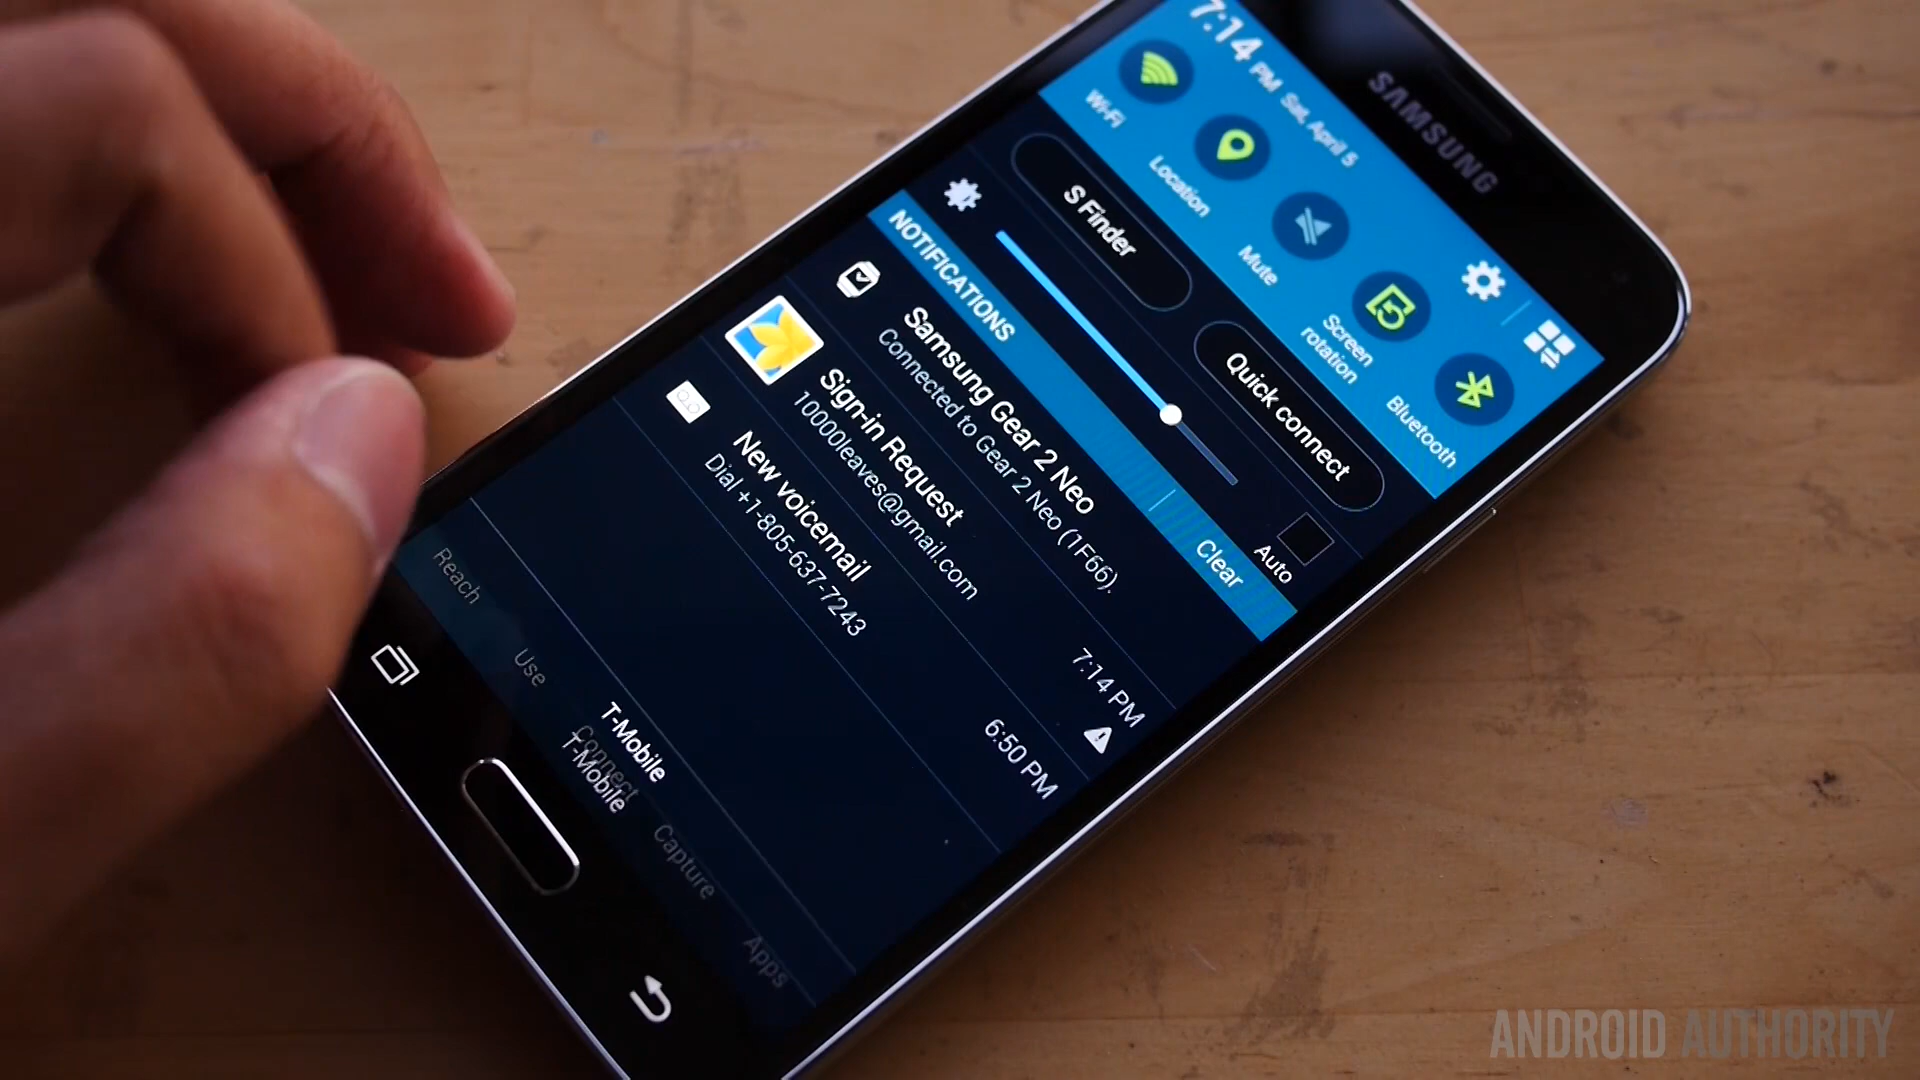 SAMSUNG
7:14 PM Sat, April 5
Wi-Fi
Location
Mute
Screen
rotation
Bluetooth
S Finder
Quick connect
Auto
NOTIFICATIONS
Clear
Samsung Gear 2 Neo
Connected to Gear 2 Neo (1F66).
Sign-in Request
7:14 PM
10000leaves@gmail.com
New voicemail
6:50 PM
Dial +1-805-637-7243
T-Mobile
T-Mobile
Reach
Use
Connect
Capture
Apps
ANDROID AUTHORITY